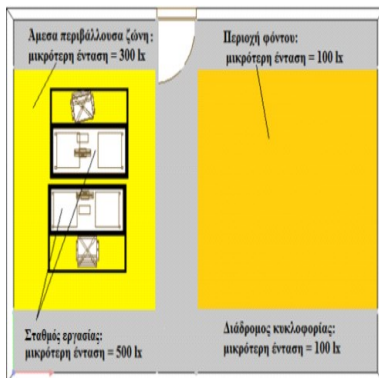 Άμεσα περιβάλλουσα ζώνη:
μικρότερη ένταση = 300 lx
Περιοχή φόντου:
μικρότερη ένταση = 100 lx
Σταθμός εργασίας:
μικρότερη ένταση = 500 lx
Διάδρομος κυκλοφορίας:
μικρότερη ένταση = 100 lx